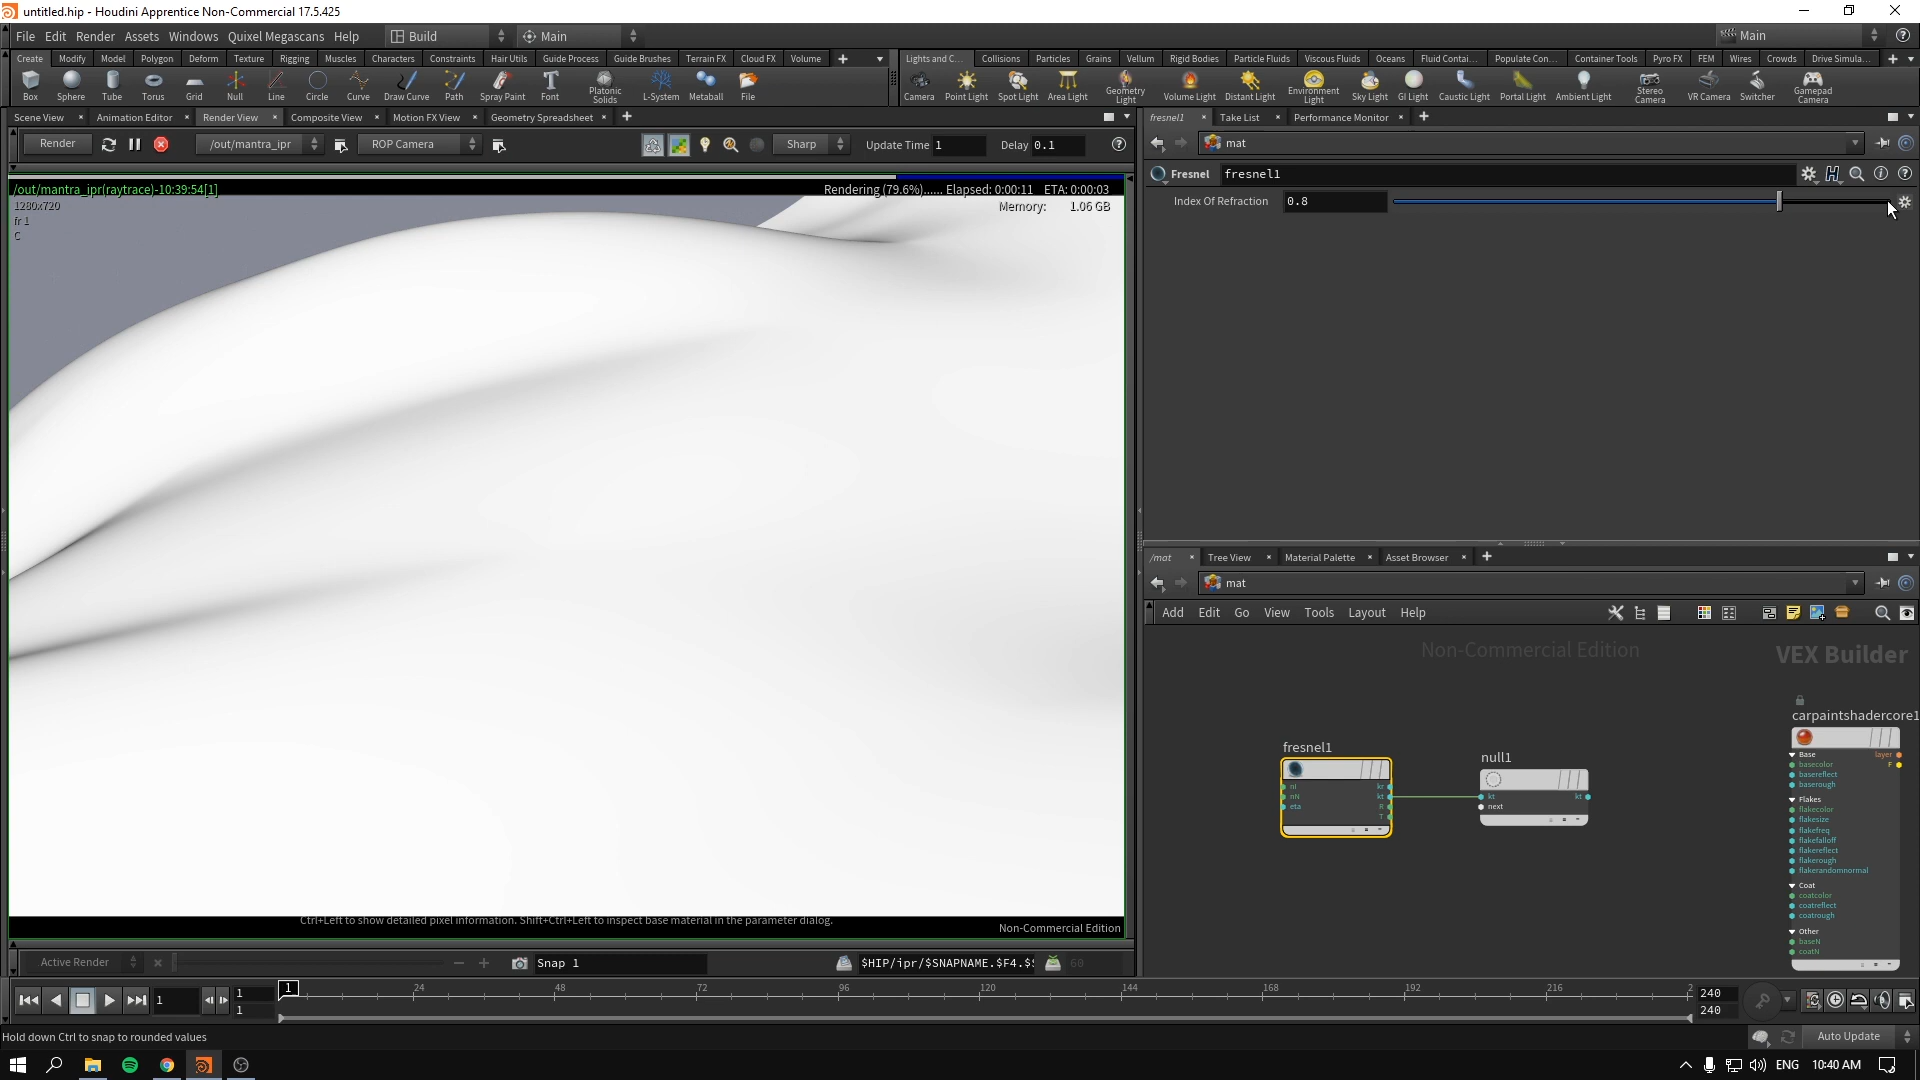 untitled.hip - Houdini Apprentice Non-Commercial 17.5.425
File Edit Render Assets Windows Quixel Megascans Help Build Main Main
Create Modify Model Polygon Deform Texture Rigging Muscles Characters Constraints Hair Utils Guide Process Guide Brushes Terrain FX Cloud FX Volume
Lights and C... Collisions Particles Grains Vellum Rigid Bodies Particle Fluids Viscous Fluids Oceans Fluid Contai... Populate Con... Container Tools Pyro FX FEM Wires Crowds Drive Simula...
Box Sphere Tube Torus Grid Null Line Circle Curve Draw Curve Path Spray Paint Font Platonic Solids L-System Metaball File
Camera Point Light Spot Light Area Light Geometry Light Volume Light Distant Light Environment Light Sky Light GI Light Caustic Light Portal Light Ambient Light Stereo Camera VR Camera Switcher Gamepad Camera
Scene View Animation Editor Render View Composite View Motion FX View Geometry Spreadsheet
fresnel1 Take List Performance Monitor
Render /out/mantra_ipr ROP Camera Sharp Update Time 1 Delay 0.1
mat
Fresnel fresnel1
Index Of Refraction 0.8
/out/mantra_ipr(raytrace)-10:39:54[1]
Rendering (79.6%)...... Elapsed: 0:00:11 ETA: 0:00:03
1280x720
Memory: 1.06 GB
fr 1
C
/mat Tree View Material Palette Asset Browser
mat
Add Edit Go View Tools Layout Help
Non-Commercial Edition
VEX Builder
fresnel1
nI
nN
eta
kr
kt
R
T
null1
kt
next
kt
carpaintshadercore1
Base
layer
basecolor
F
basereflect
baserough
Flakes
flakecolor
flakesize
flakefreq
flakefalloff
flakereflect
flakerough
flakerandomnormal
Coat
coatcolor
coatreflect
coatrough
Other
baseN
coatN
Ctrl+Left to show detailed pixel information. Shift+Ctrl+Left to inspect base material in the parameter dialog.
Non-Commercial Edition
Active Render Snap 1 $HIP/ipr/$SNAPNAME.$F4.$ 60
1 1 1 24 48 72 96 120 144 168 192 216 2 240
1 240
Hold down Ctrl to snap to rounded values
Auto Update
ENG 10:40 AM